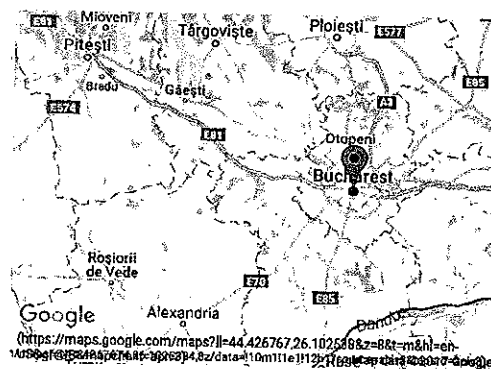 E81
Mioveni
Târgoviște
Ploiești
E577
Pitești
E85
Bradu
Găești
E574
A3
E81
Otopeni
Bucharest
Roșiorii
de Vede
E70
E85
Alexandria
Google
(https://maps.google.com/maps?ll=44.426767,26.102538&z=8&t=m&hl=en-